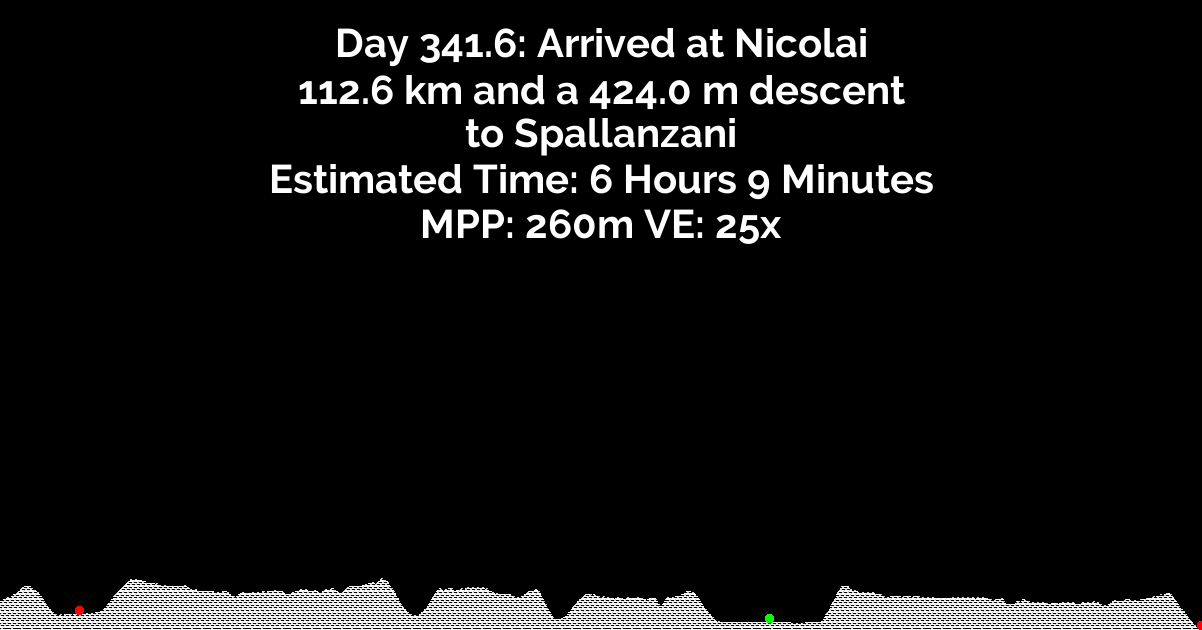 Day 341.6: Arrived at Nicolai
112.6 km and a 424.0 m descent
to Spallanzani
Estimated Time: 6 Hours 9 Minutes
MPP: 260m VE: 25x